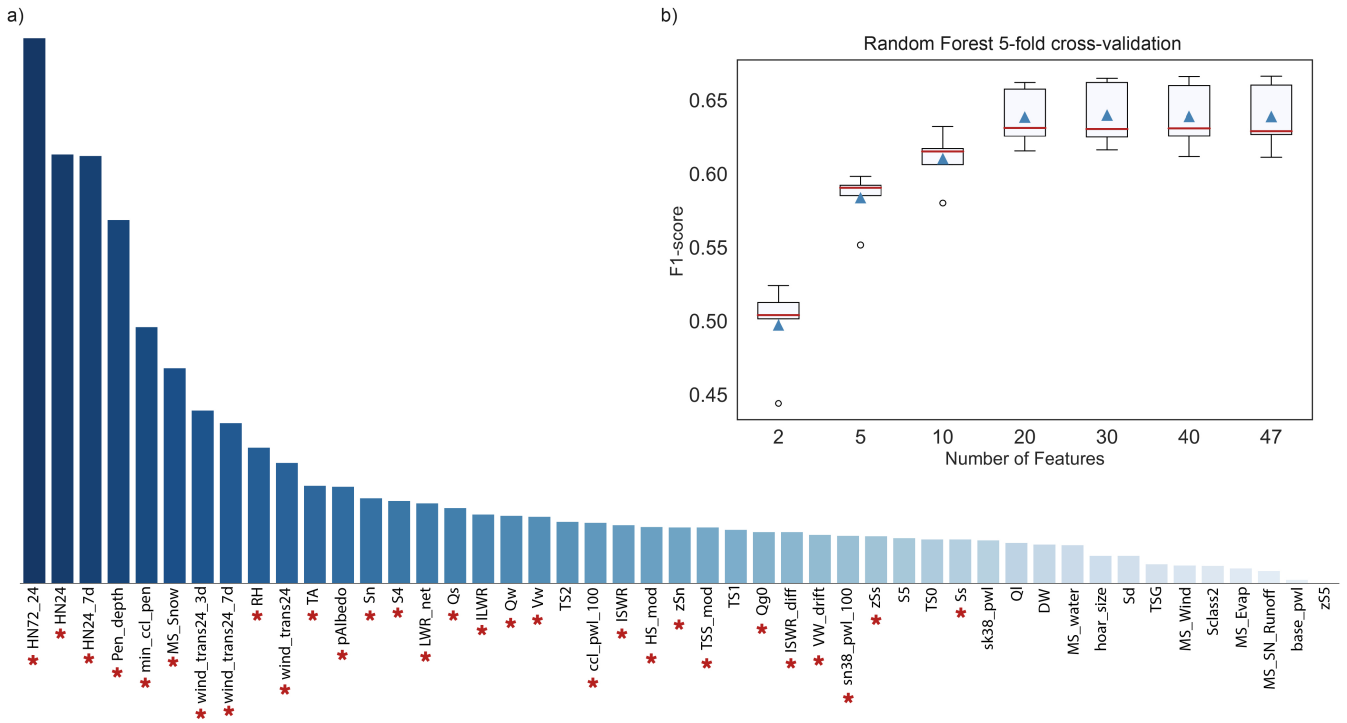 a)
b)
Random Forest 5-fold cross-validation
F1-score
0.65
0.60
0.55
0.50
0.45
2 5 10 20 30 40 47
Number of Features
* HN72_24
* HN24
* HN24_7d
* Pen_depth
* min_ccl_pen
* MS_Snow
* wind_trans24_3d
* wind_trans24_7d
* RH
* wind_trans24
* TA
* pAlbedo
* Sn
* S4
* LWR_net
* Qs
* ILWR
* Qw
* Vw
TS2
* ccl_pwl_100
* ISWR
* HS_mod
* zSn
* TSS_mod
TS1
* Qg0
* ISWR_diff
* VW_drift
* sn38_pwl_100
* zSs
S5
TS0
* Ss
sk38_pwl
Ql
DW
MS_water
hoar_size
Sd
TSG
MS_Wind
Sclass2
MS_Evap
MS_SN_Runoff
base_pwl
zS5